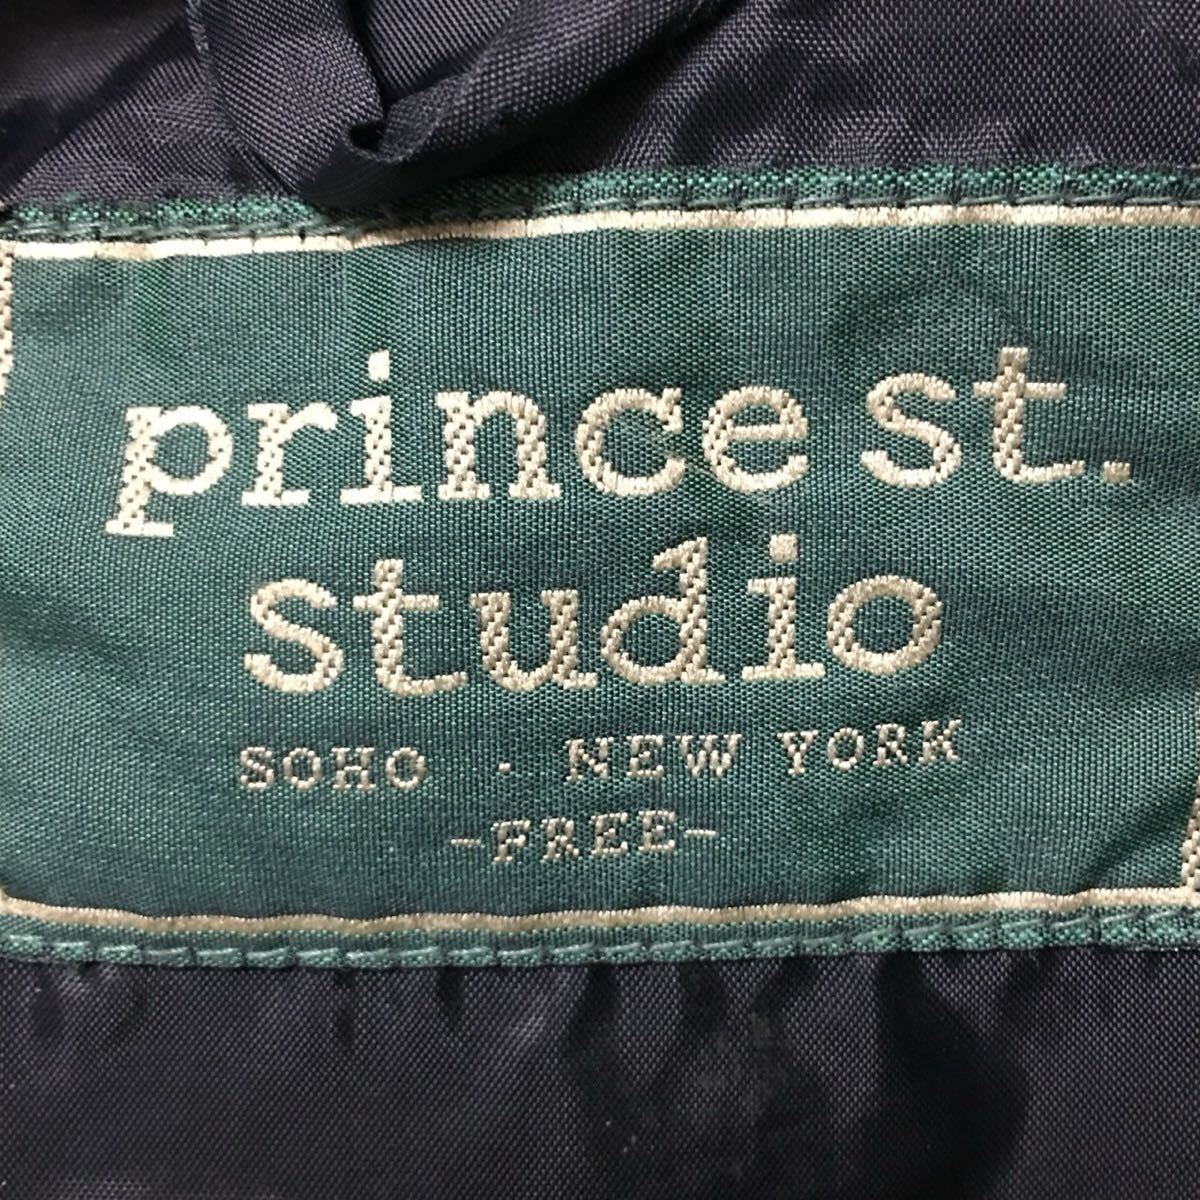 prince st.
studio
SOHO . NEW YORK
-FREE-